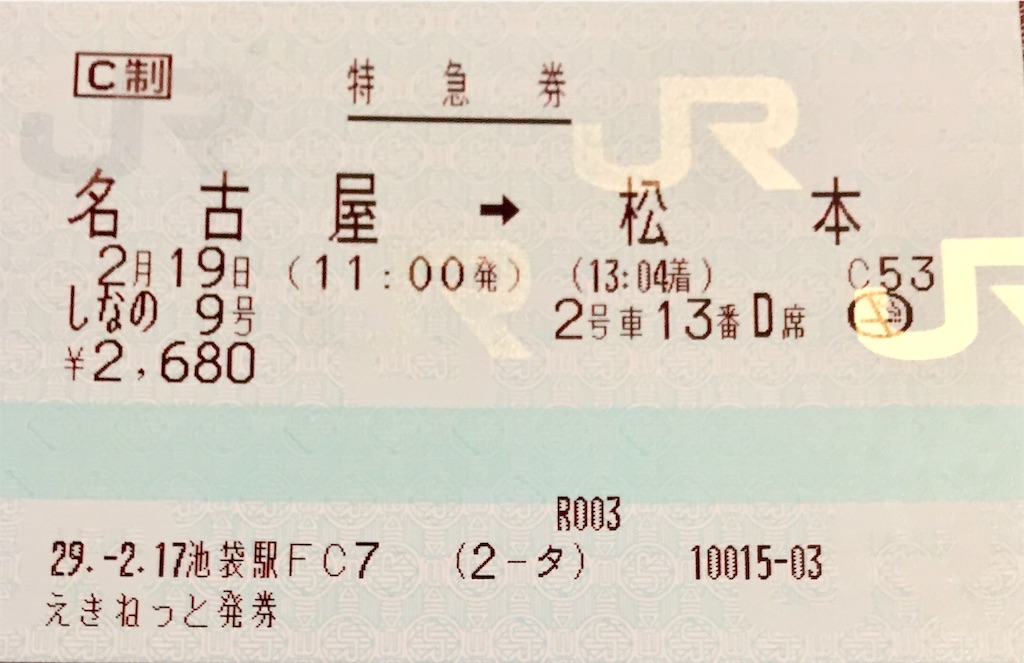 C制
特急券
名古屋 → 松本
2月19日 (11:00発) (13:04着) C53
しなの 9号 2号車13番D席
¥2,680
R003
29.-2.17池袋駅FC7 (2-タ) 10015-03
えきねっと発券